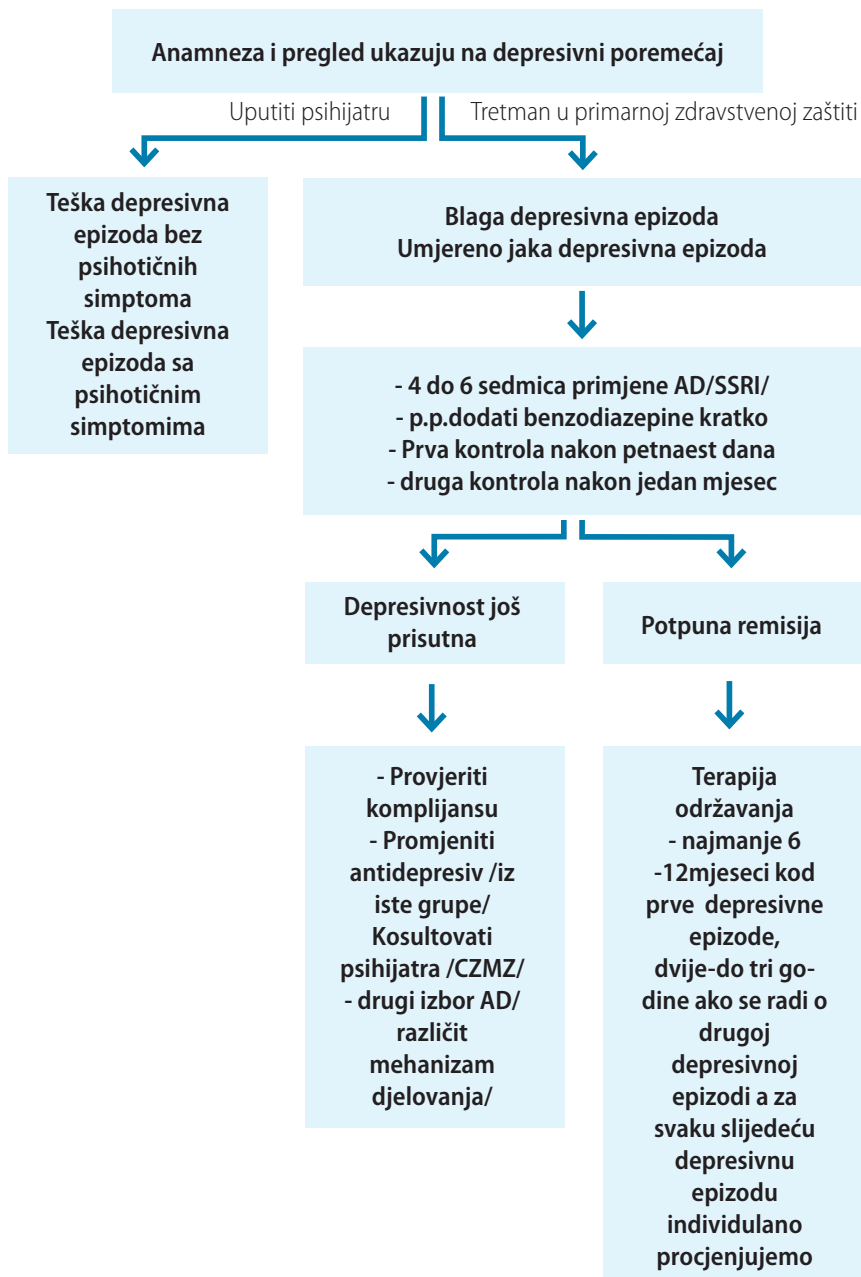 Anamneza i pregled ukazuju na depresivni poremećaj
Uputiti psihijatru
Tretman u primarnoj zdravstvenoj zaštiti
Teška depresivna
epizoda bez
psihotičnih
simptoma
Teška depresivna
epizoda sa
psihotičnim
simptomima
Blaga depresivna epizoda
Umjereno jaka depresivna epizoda
- 4 do 6 sedmica primjene AD/SSRI/
- p.p.dodati benzodiazepine kratko
- Prva kontrola nakon petnaest dana
- druga kontrola nakon jedan mjesec
Depresivnost još
prisutna
Potpuna remisija
- Provjeriti
komplijansu
- Promjeniti
antidepresiv /iz
iste grupe/
Kosultovati
psihijatra /CZMZ/
- drugi izbor AD/
različit
mehanizam
djelovanja/
Terapija
održavanja
- najmanje 6
-12mjeseci kod
prve depresivne
epizode,
dvije-do tri go-
dine ako se radi o
drugoj
depresivnoj
epizodi a za
svaku slijedeću
depresivnu
epizodu
individulano
procjenjujemo